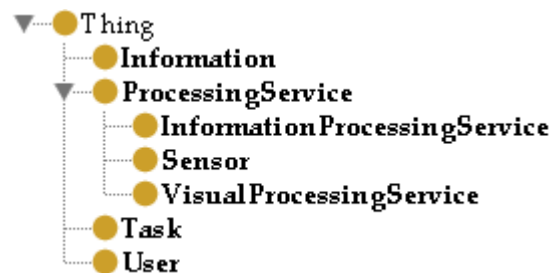 Thing
Information
ProcessingService
InformationProcessingService
Sensor
VisualProcessingService
Task
User